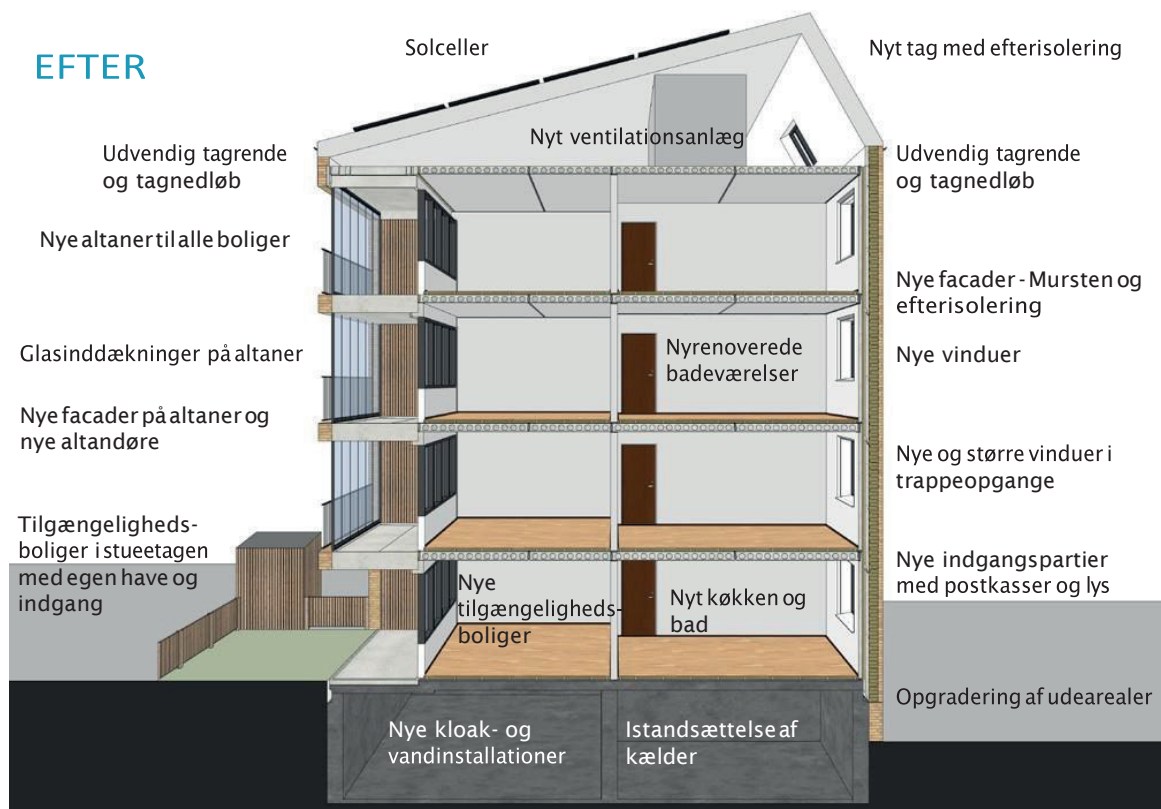 EFTER
Solceller
Nyt tag med efterisolering
Nyt ventilationsanlæg
Udvendig tagrende
og tagnedløb
Udvendig tagrende
og tagnedløb
Nye altaner til alle boliger
Nye facader - Mursten og
efterisolering
Glasinddækninger på altaner
Nyrenoverede
badeværelser
Nye vinduer
Nye facader på altaner og
nye altandøre
Nye og større vinduer i
trappeopgange
Tilgængeligheds-
boliger i stueetagen
med egen have og
indgang
Nye
tilgængeligheds-
boliger
Nyt køkken og
bad
Nye indgangspartier
med postkasser og lys
Opgradering af udearealer
Nye kloak- og
vandinstallationer
Istandsættelse af
kælder